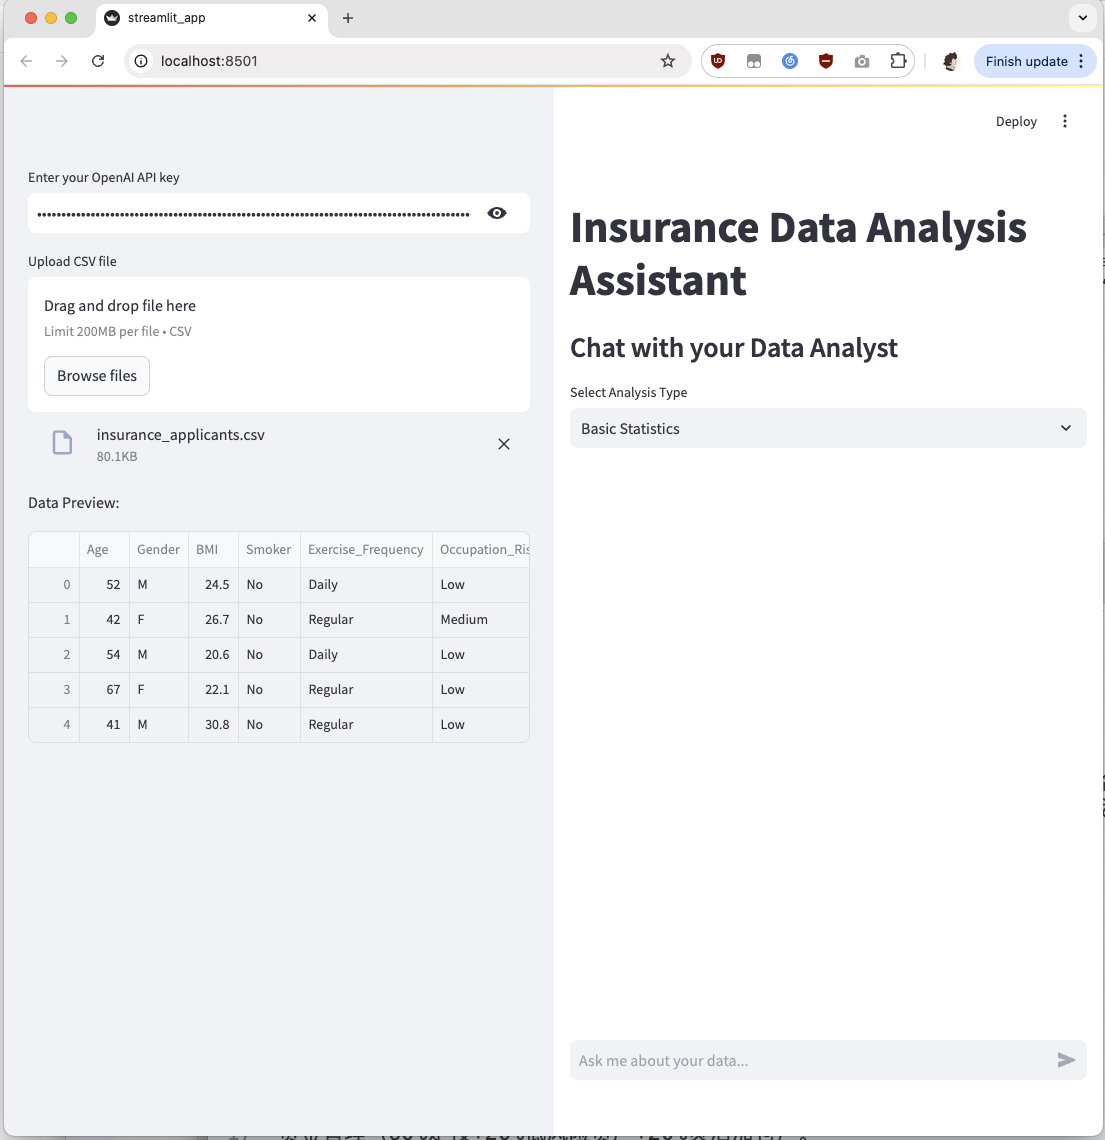 streamlit_app
localhost:8501
Finish update
Deploy
Enter your OpenAI API key
Upload CSV file
Drag and drop file here
Limit 200MB per file • CSV
Browse files
insurance_applicants.csv
80.1KB
Data Preview:
Age Gender BMI Smoker Exercise_Frequency Occupation_Ris
0 52 M 24.5 No Daily Low
1 42 F 26.7 No Regular Medium
2 54 M 20.6 No Daily Low
3 67 F 22.1 No Regular Low
4 41 M 30.8 No Regular Low
Insurance Data Analysis
Assistant
Chat with your Data Analyst
Select Analysis Type
Basic Statistics
Ask me about your data...